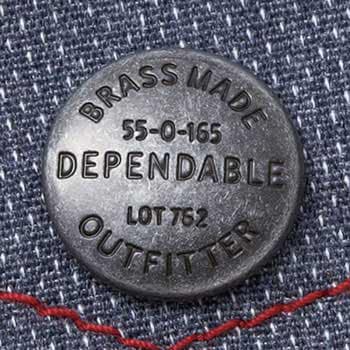 BRASS MADE
55-0-165
DEPENDABLE
LOT 762
OUTFITTER